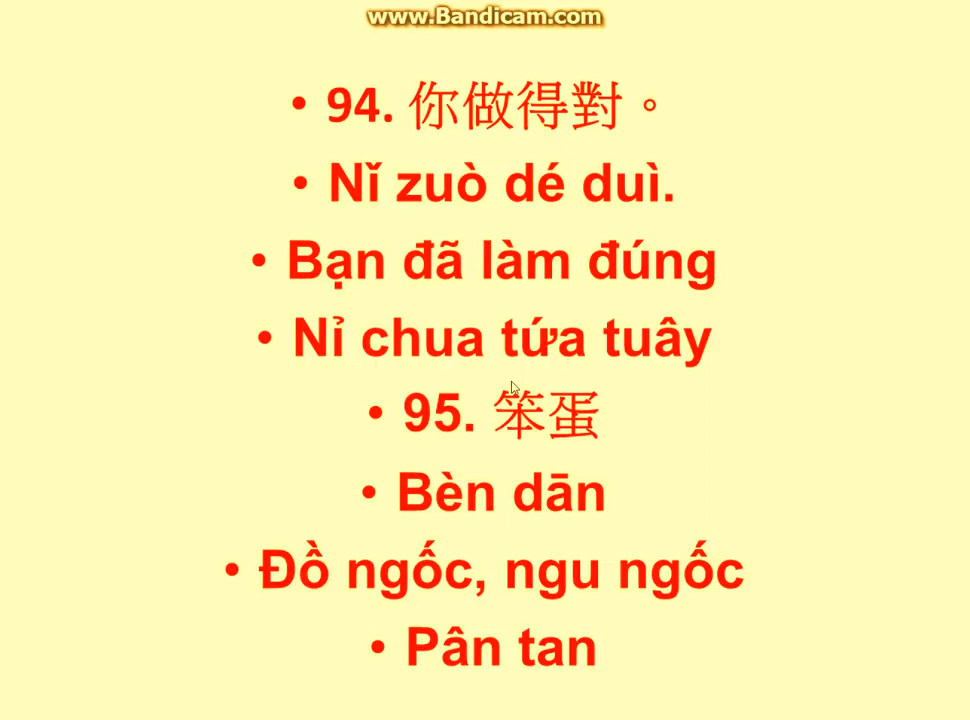 www.Bandicam.com
• 94. 你做得對。
• Nǐ zuò dé duì.
• Bạn đã làm đúng
• Nỉ chua tứa tuây
• 95. 笨蛋
• Bèn dān
• Đồ ngốc, ngu ngốc
• Pân tan